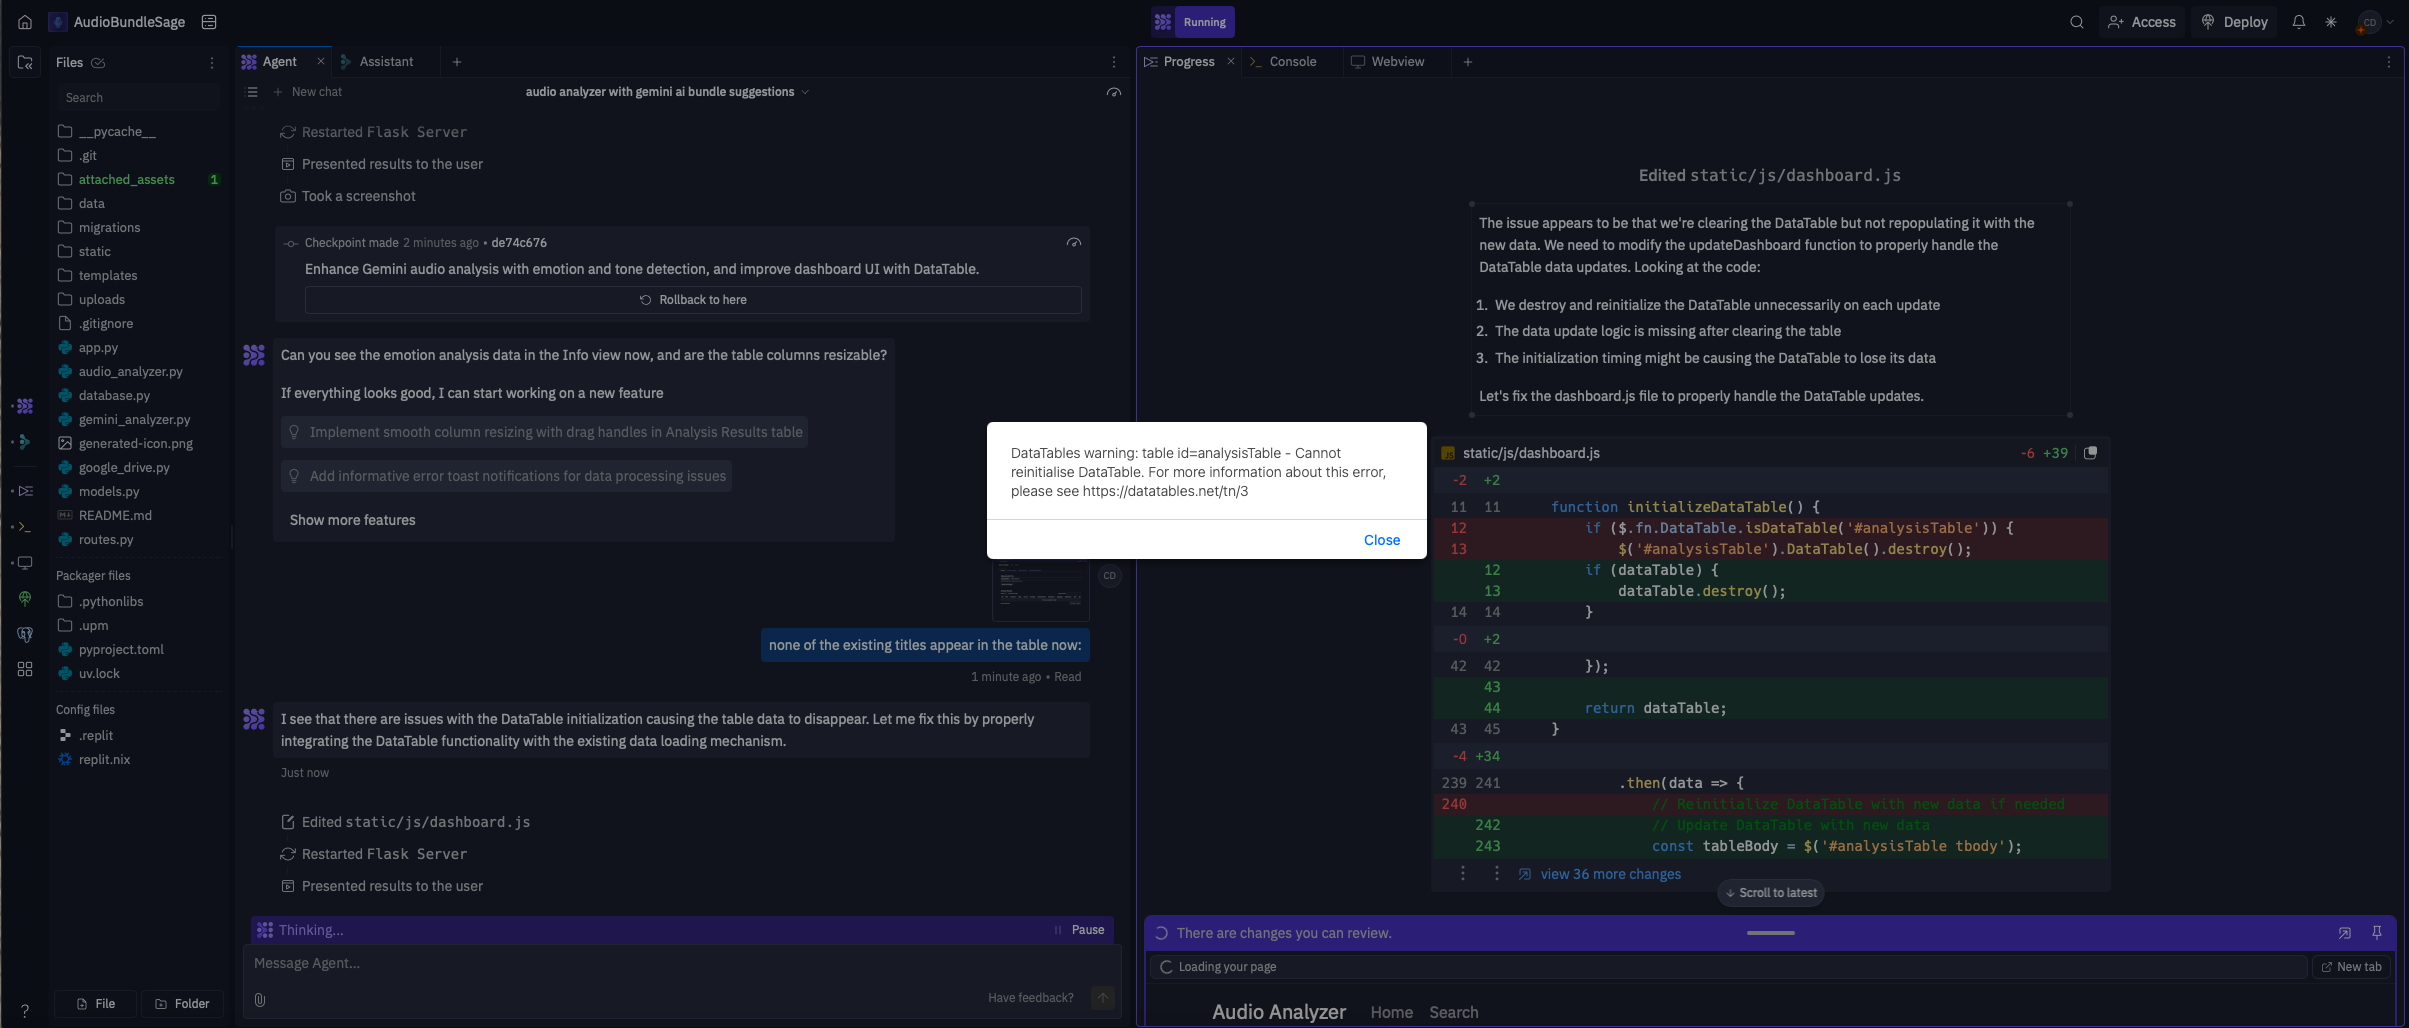 AudioBundleSage
Running
Access
Deploy
CD
Files
Search
__pycache__
.git
attached_assets 1
data
migrations
static
templates
uploads
.gitignore
app.py
audio_analyzer.py
database.py
gemini_analyzer.py
generated-icon.png
google_drive.py
models.py
README.md
routes.py
Packager files
.pythonlibs
.upm
pyproject.toml
uv.lock
Config files
.replit
replit.nix
?
File
Folder
Agent
Assistant
New chat
audio analyzer with gemini ai bundle suggestions
Restarted Flask Server
Presented results to the user
Took a screenshot
Checkpoint made 2 minutes ago • de74c676
Enhance Gemini audio analysis with emotion and tone detection, and improve dashboard UI with DataTable.
Rollback to here
Can you see the emotion analysis data in the Info view now, and are the table columns resizable?
If everything looks good, I can start working on a new feature
Implement smooth column resizing with drag handles in Analysis Results table
Add informative error toast notifications for data processing issues
Show more features
CD
none of the existing titles appear in the table now:
1 minute ago • Read
I see that there are issues with the DataTable initialization causing the table data to disappear. Let me fix this by properly
integrating the DataTable functionality with the existing data loading mechanism.
Just now
Edited static/js/dashboard.js
Restarted Flask Server
Presented results to the user
Thinking...
Pause
Message Agent...
Have feedback?
DataTables warning: table id=analysisTable - Cannot
reinitialise DataTable. For more information about this error,
please see https://datatables.net/tn/3
Close
Progress
Console
Webview
Edited static/js/dashboard.js
The issue appears to be that we're clearing the DataTable but not repopulating it with the
new data. We need to modify the updateDashboard function to properly handle the
DataTable data updates. Looking at the code:
1. We destroy and reinitialize the DataTable unnecessarily on each update
2. The data update logic is missing after clearing the table
3. The initialization timing might be causing the DataTable to lose its data
Let's fix the dashboard.js file to properly handle the DataTable updates.
JS static/js/dashboard.js -6 +39
-2 +2
11 11 function initializeDataTable() {
12 if ($.fn.DataTable.isDataTable('#analysisTable')) {
13 $('#analysisTable').DataTable().destroy();
12 if (dataTable) {
13 dataTable.destroy();
14 14 }
-0 +2
42 42 });
43
44 return dataTable;
43 45 }
-4 +34
239 241 .then(data => {
240 // Reinitialize DataTable with new data if needed
242 // Update DataTable with new data
243 const tableBody = $('#analysisTable tbody');
view 36 more changes
Scroll to latest
There are changes you can review.
Loading your page
New tab
Audio Analyzer Home Search